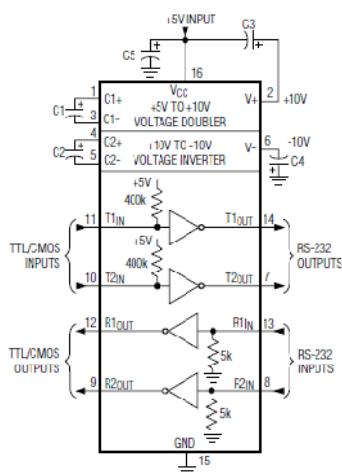 +5V INPUT
C3
C5
16
VCC
1
C1+
C1
3
C1-
+5V TO +10V
VOLTAGE DOUBLER
V+
2
+10V
4
C2+
C2
5
C2-
+10V TO -10V
VOLTAGE INVERTER
V-
6
-10V
C4
+5V
400k
11
T1IN
T1OUT
14
+5V
400k
TTL/CMOS
INPUTS
RS-232
OUTPUTS
10
T2IN
T2OUT
7
12
R1OUT
R1IN
13
5k
TTL/CMOS
OUTPUTS
RS-232
INPUTS
9
R2OUT
R2IN
8
5k
GND
15